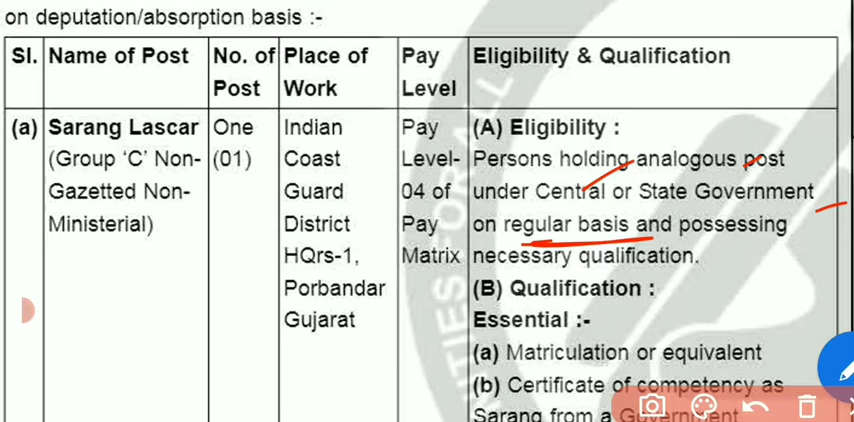 on deputation/absorption basis :-
Sl. Name of Post No. of Post Place of Work Pay Level Eligibility & Qualification
(a) Sarang Lascar
(Group ‘C’ Non-
Gazetted Non-
Ministerial)
One
(01)
Indian
Coast
Guard
District
HQrs-1,
Porbandar
Gujarat
Pay
Level-
04 of
Pay
Matrix
(A) Eligibility :
Persons holding analogous post
under Central or State Government
on regular basis and possessing
necessary qualification.
(B) Qualification :
Essential :-
(a) Matriculation or equivalent
(b) Certificate of competency as
Sarang from a Government